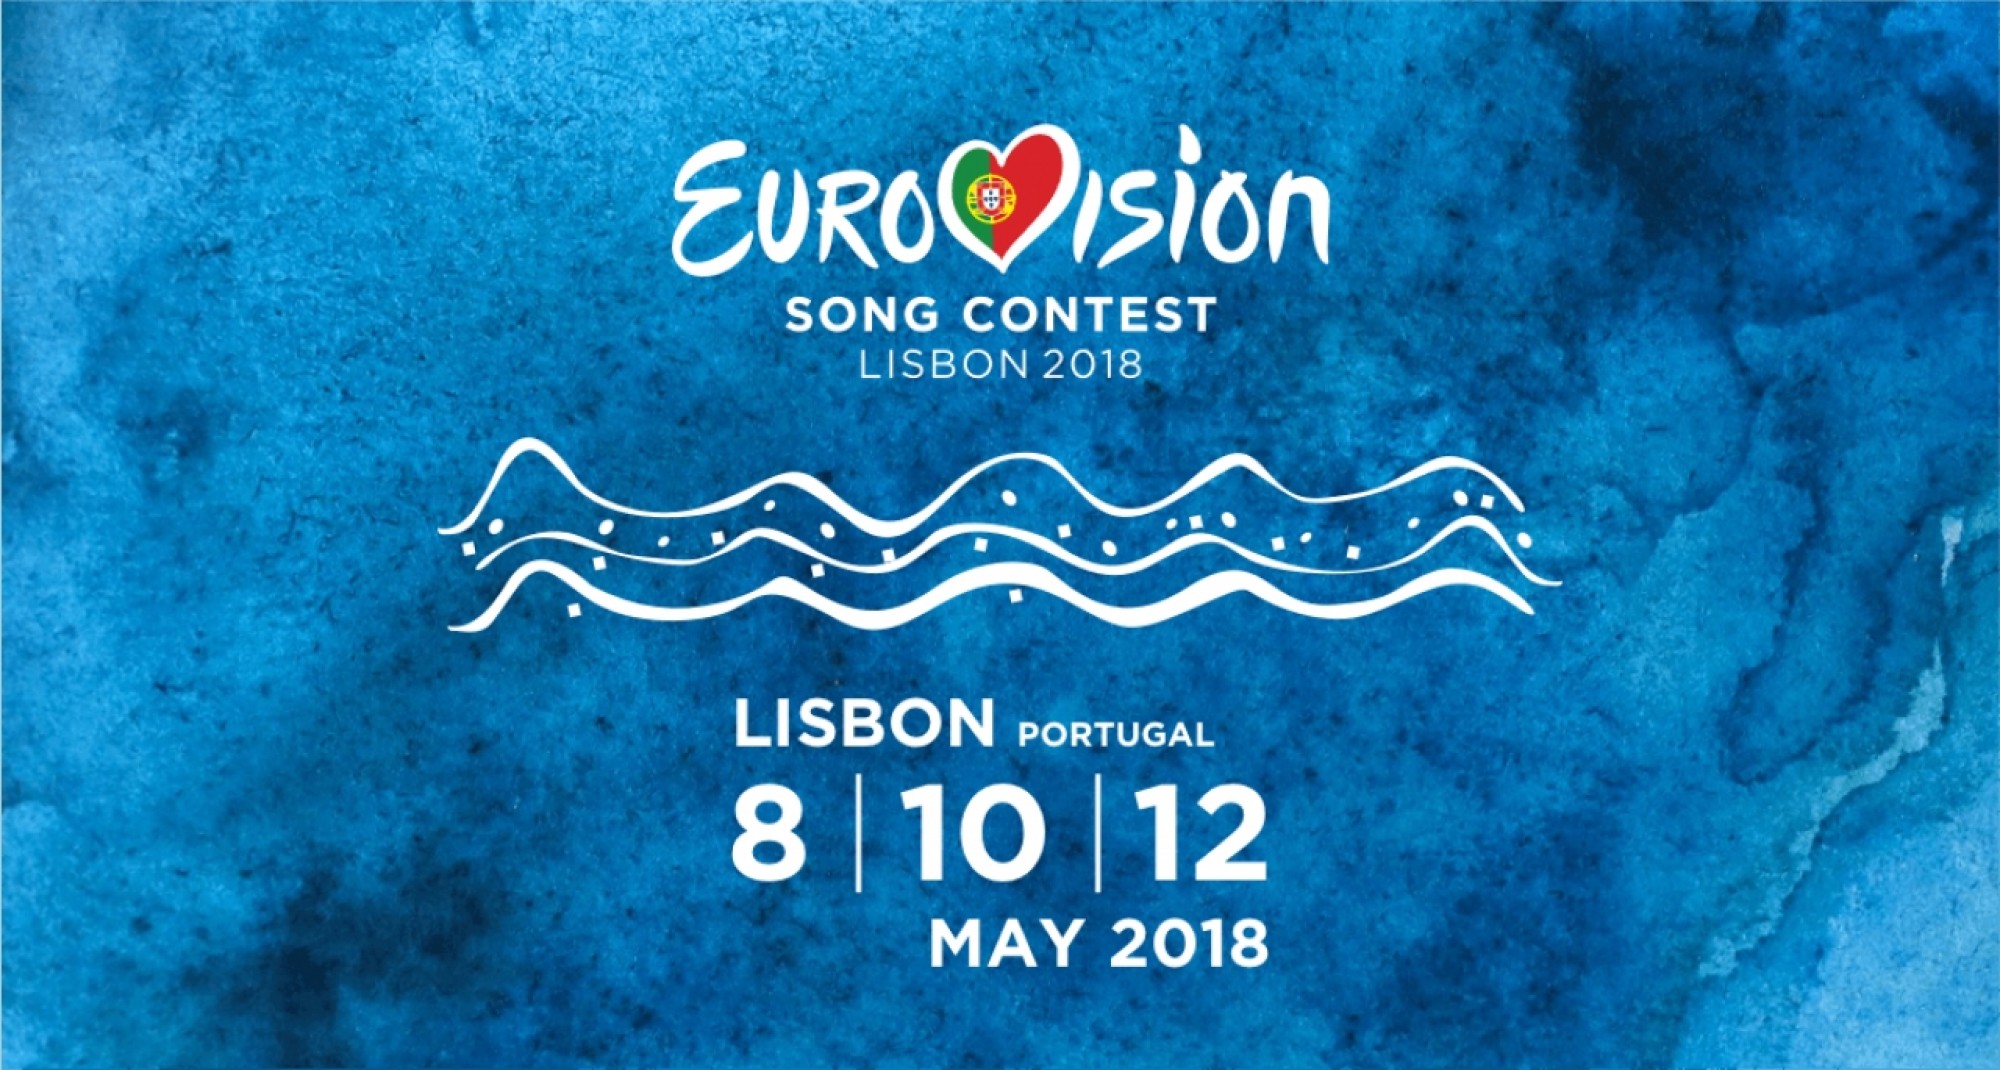 EUROVISION
SONG CONTEST
LISBON 2018
LISBON PORTUGAL
8 | 10 | 12
MAY 2018